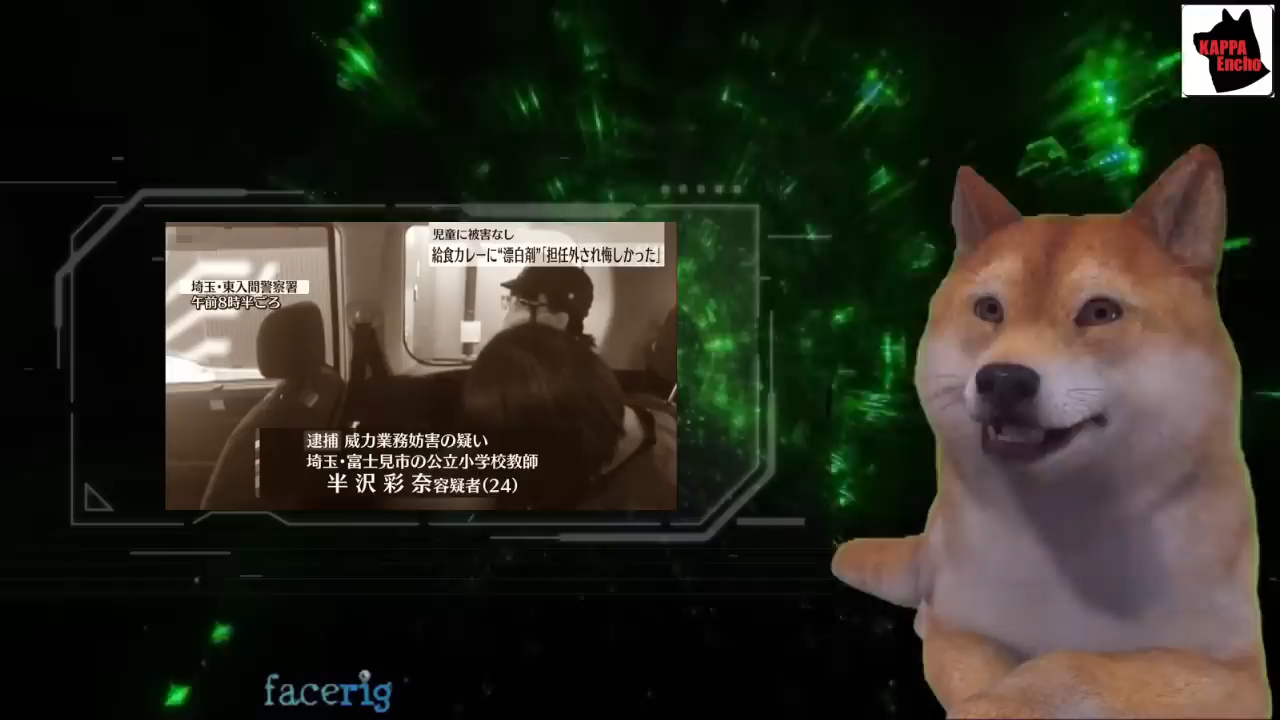 KAPPA
Encho
児童に被害なし
給食カレーに“漂白剤”「担任外され悔しかった」
埼玉・東入間警察署
午前8時半ごろ
逮捕 威力業務妨害の疑い
埼玉・富士見市の公立小学校教師
半沢彩奈容疑者(24)
facerig